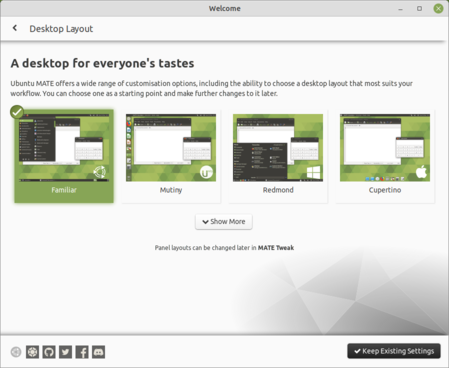 Welcome
Desktop Layout
A desktop for everyone's tastes
Ubuntu MATE offers a wide range of customisation options, including the ability to choose a desktop layout that most suits your
workflow. You can choose one as a starting point and make further changes to it later.
Familiar
Mutiny
Redmond
Cupertino
Show More
Panel layouts can be changed later in MATE Tweak
Keep Existing Settings